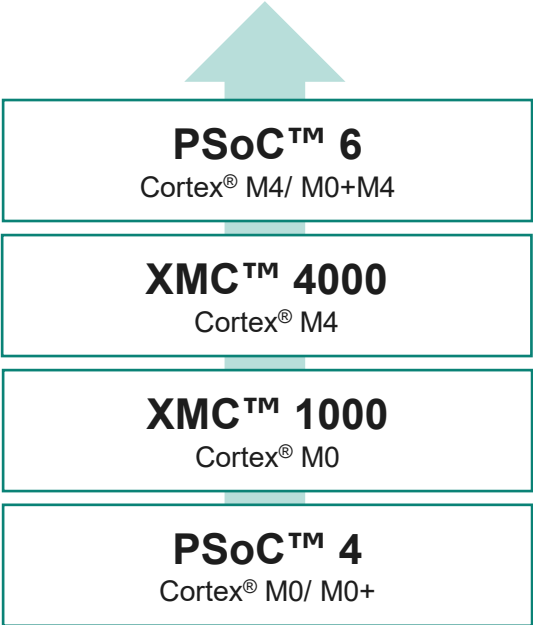 PSoC™ 6
Cortex® M4/ M0+M4
XMC™ 4000
Cortex® M4
XMC™ 1000
Cortex® M0
PSoC™ 4
Cortex® M0/ M0+